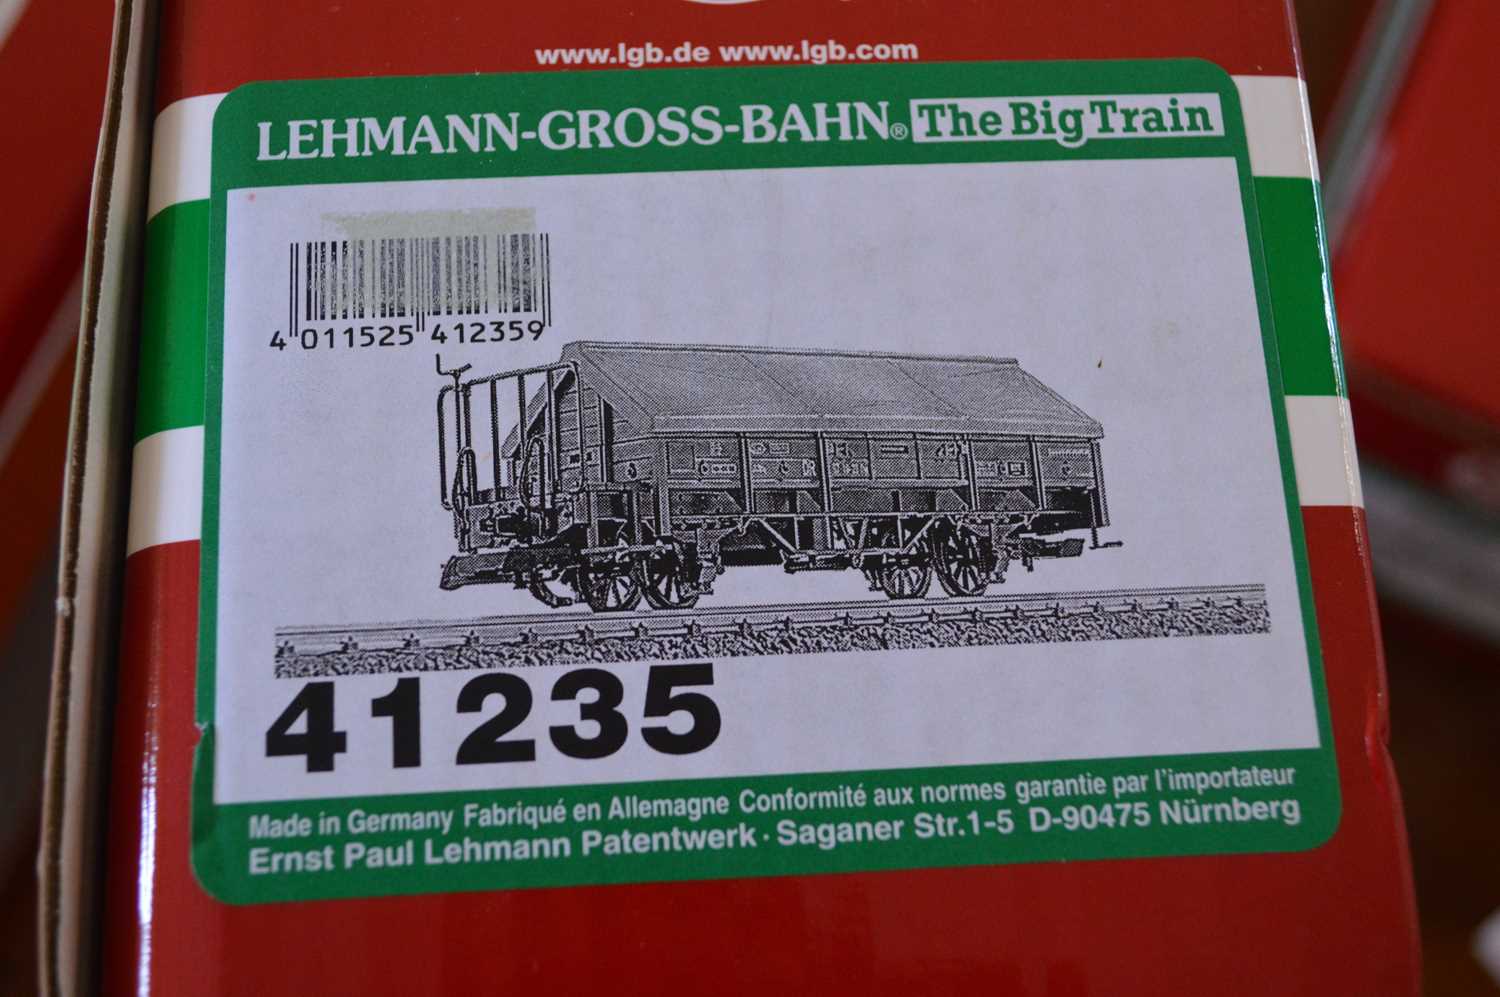 www.lgb.de www.lgb.com
LEHMANN-GROSS-BAHN® The Big Train
4 011525 412359
41235
Made in Germany Fabriqué en Allemagne Conformité aux normes garantie par l'importateur
Ernst Paul Lehmann Patentwerk · Saganer Str.1-5 D-90475 Nürnberg